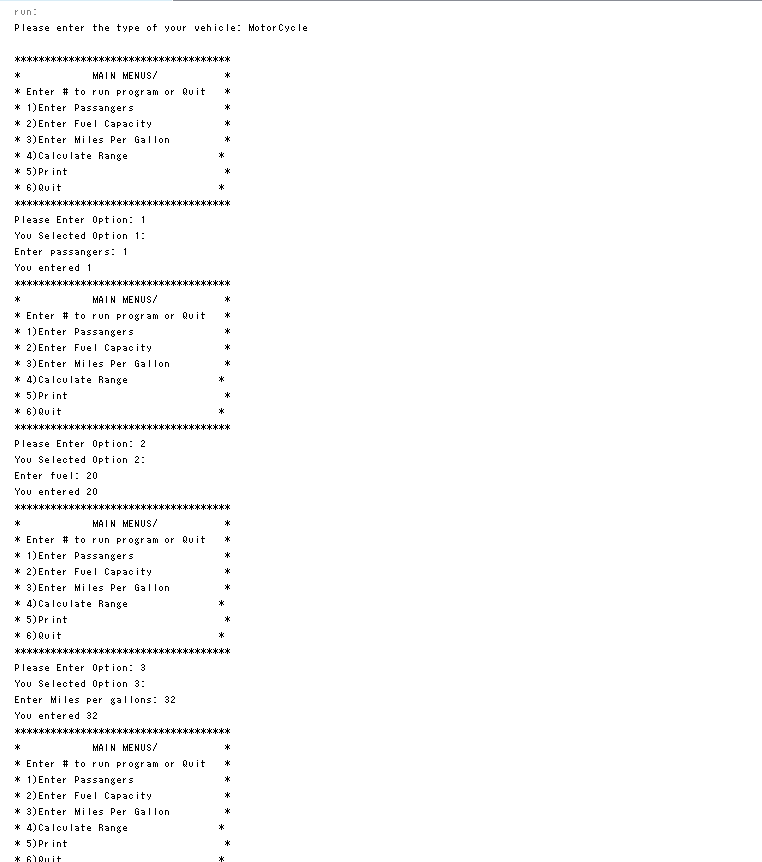 run:
Please enter the type of your vehicle: MotorCycle
************************************
*            MAIN MENUS/           *
* Enter # to run program or Quit   *
* 1)Enter Passangers               *
* 2)Enter Fuel Capacity            *
* 3)Enter Miles Per Gallon         *
* 4)Calculate Range               *
* 5)Print                          *
* 6)Quit                          *
************************************
Please Enter Option: 1
You Selected Option 1:
Enter passangers: 1
You entered 1
************************************
*            MAIN MENUS/           *
* Enter # to run program or Quit   *
* 1)Enter Passangers               *
* 2)Enter Fuel Capacity            *
* 3)Enter Miles Per Gallon         *
* 4)Calculate Range               *
* 5)Print                          *
* 6)Quit                          *
************************************
Please Enter Option: 2
You Selected Option 2:
Enter fuel: 20
You entered 20
************************************
*            MAIN MENUS/           *
* Enter # to run program or Quit   *
* 1)Enter Passangers               *
* 2)Enter Fuel Capacity            *
* 3)Enter Miles Per Gallon         *
* 4)Calculate Range               *
* 5)Print                          *
* 6)Quit                          *
************************************
Please Enter Option: 3
You Selected Option 3:
Enter Miles per gallons: 32
You entered 32
************************************
*            MAIN MENUS/           *
* Enter # to run program or Quit   *
* 1)Enter Passangers               *
* 2)Enter Fuel Capacity            *
* 3)Enter Miles Per Gallon         *
* 4)Calculate Range               *
* 5)Print                          *
* 6)Quit                          *